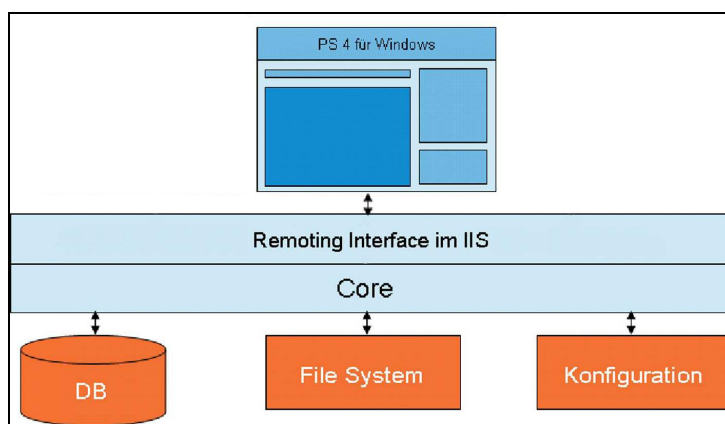 PS 4 für Windows
Remoting Interface im IIS
Core
DB
File System
Konfiguration